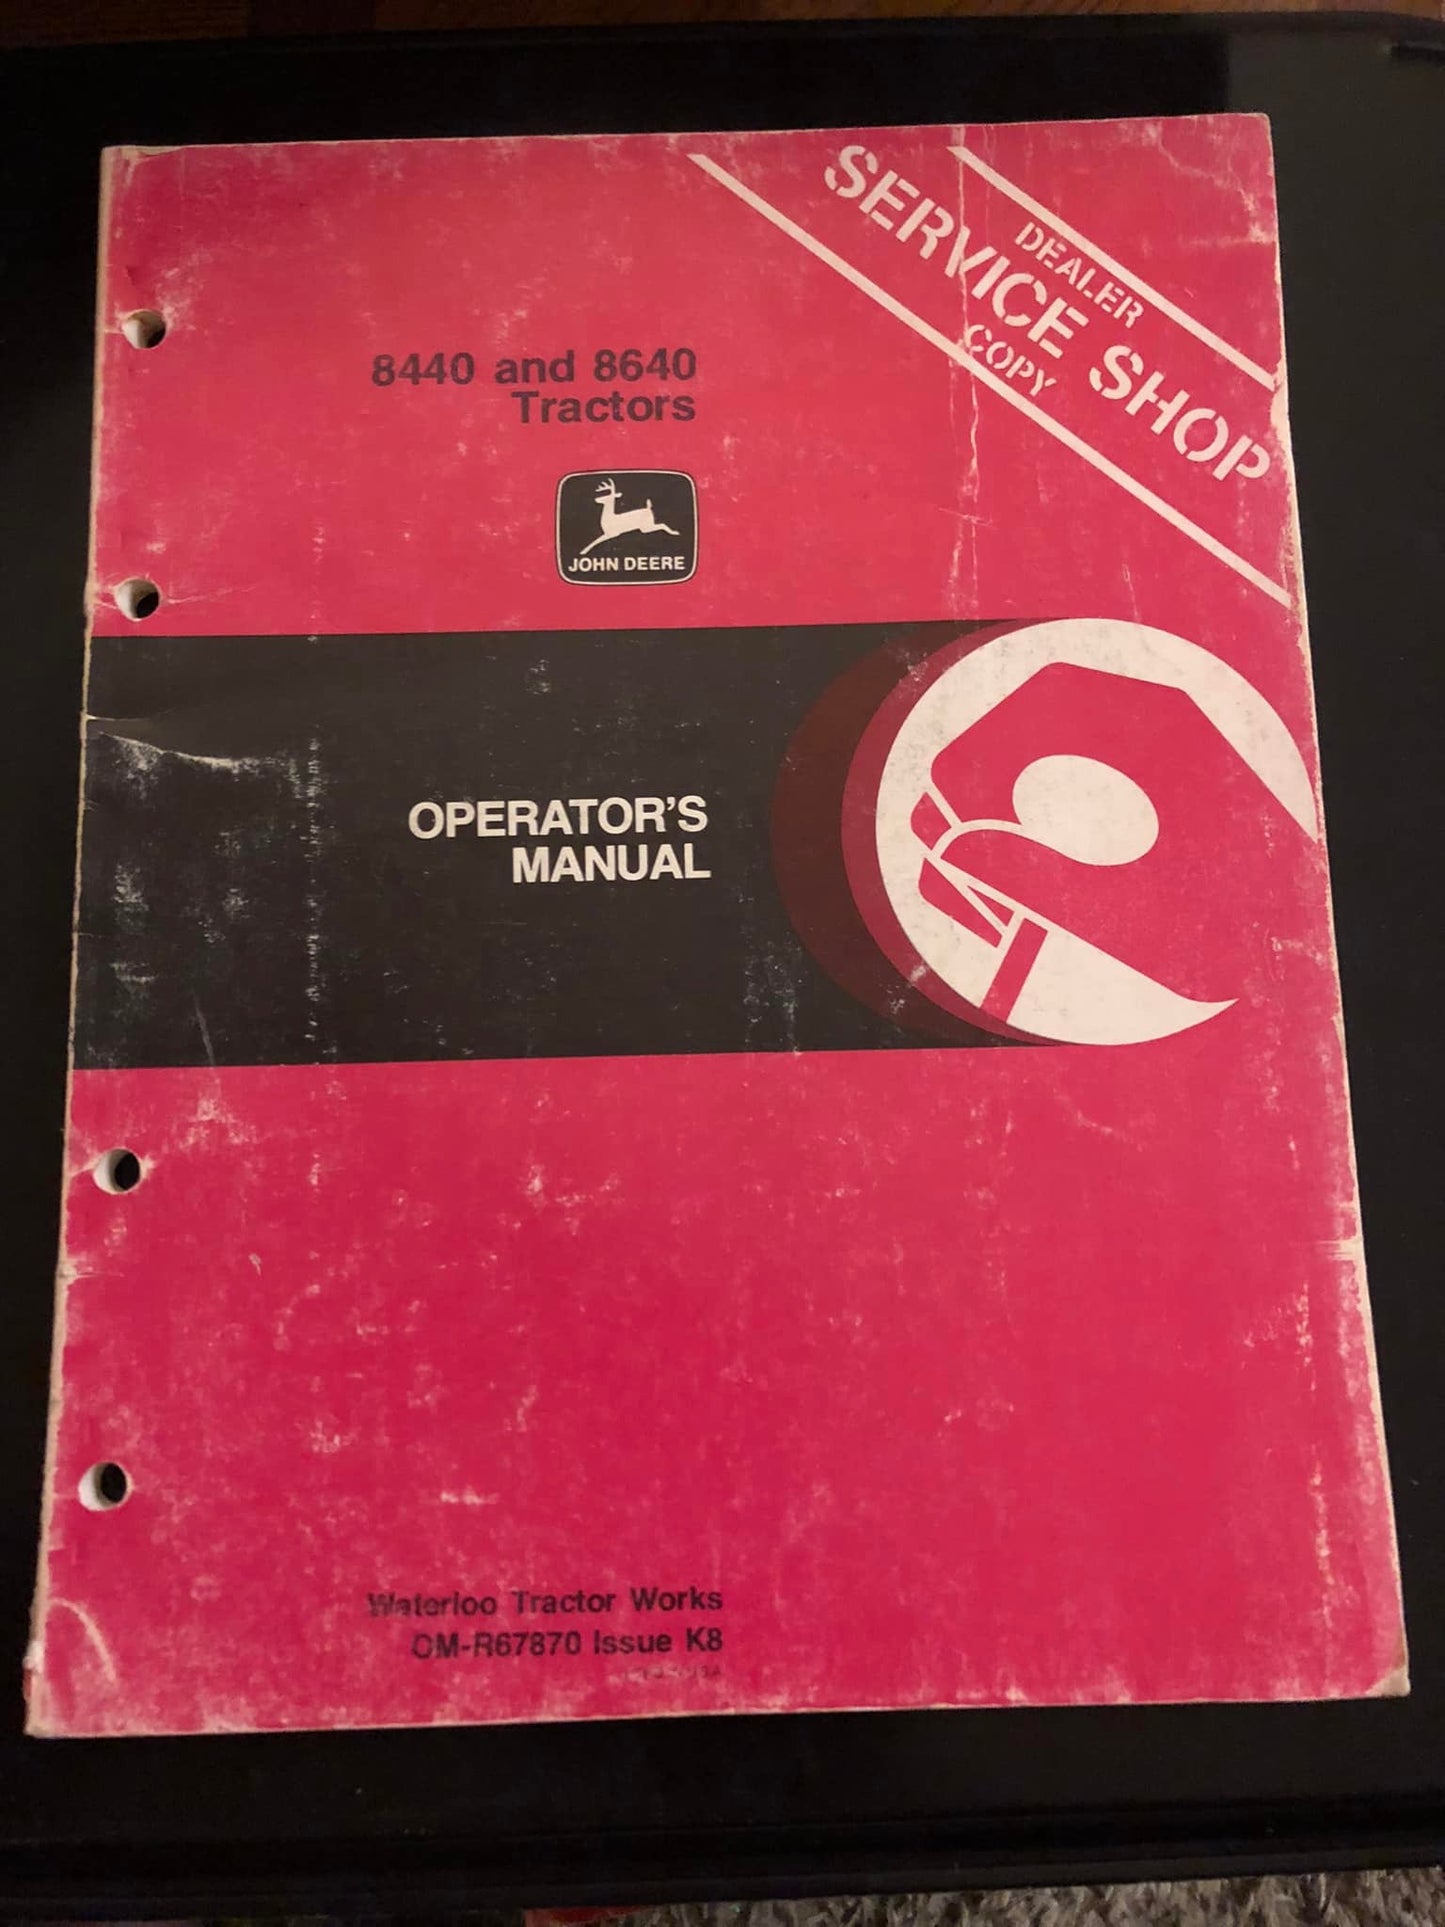 DEALER
SERVICE SHOP
COPY
8440 and 8640
Tractors
JOHN DEERE
OPERATOR'S
MANUAL
Waterloo Tractor Works
OM-R67870 Issue K8